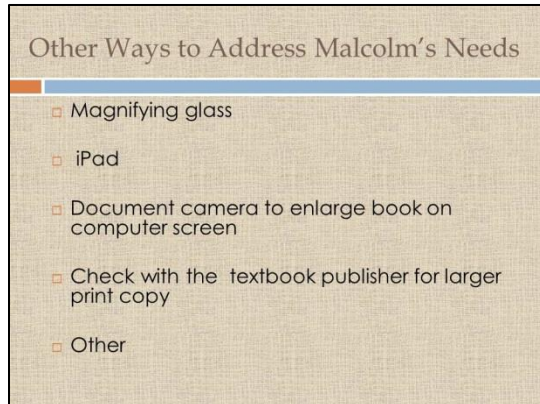 Other Ways to Address Malcolm's Needs
Magnifying glass
iPad
Document camera to enlarge book on
computer screen
Check with the textbook publisher for larger
print copy
Other